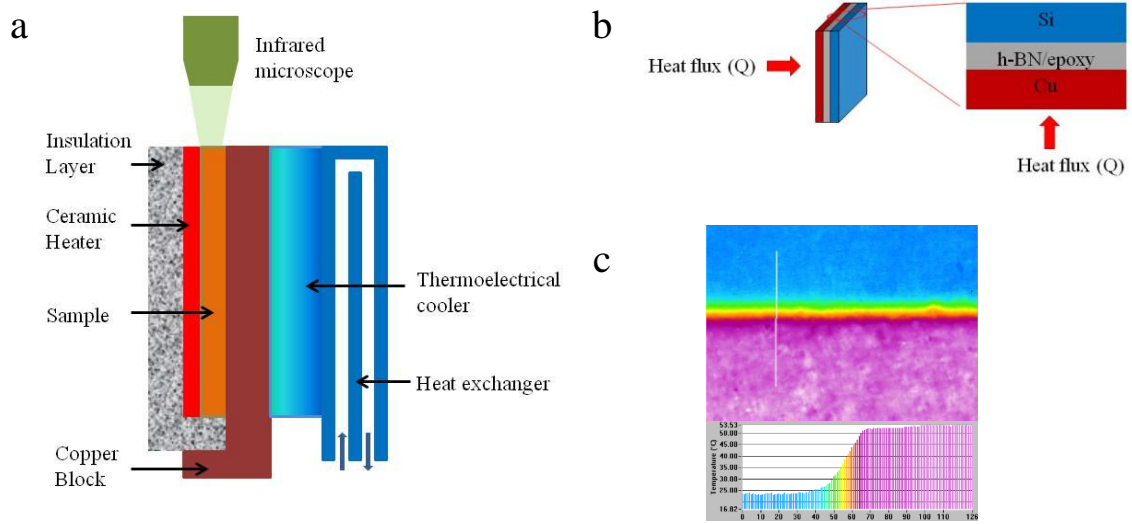 a
Infrared
microscope
Insulation
Layer
Ceramic
Heater
Sample
Copper
Block
Thermoelectrical
cooler
Heat exchanger
b
Heat flux (Q)
Si
h-BN/epoxy
Cu
Heat flux (Q)
c
Temperature (°C)
53.53
50.00
45.00
40.00
35.00
30.00
25.00
16.82
0 10 20 30 40 50 60 70 80 90 100 110 126